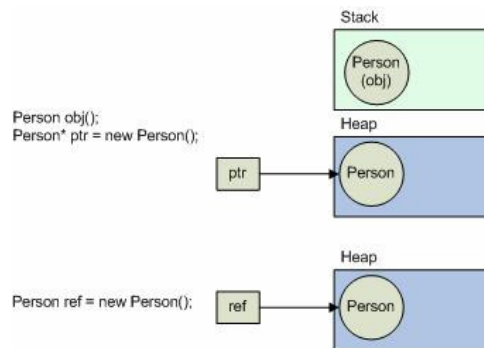 Stack
Person
(obj)
Person obj();
Person* ptr = new Person();
Heap
ptr
Person
Heap
Person ref = new Person();
ref
Person